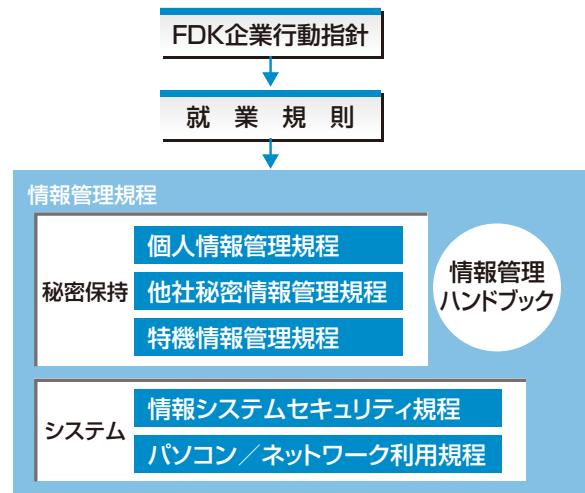 FDK企業行動指針
就業規則
情報管理規程
秘密保持
個人情報管理規程
他社秘密情報管理規程
特機情報管理規程
情報管理
ハンドブック
システム
情報システムセキュリティ規程
パソコン／ネットワーク利用規程